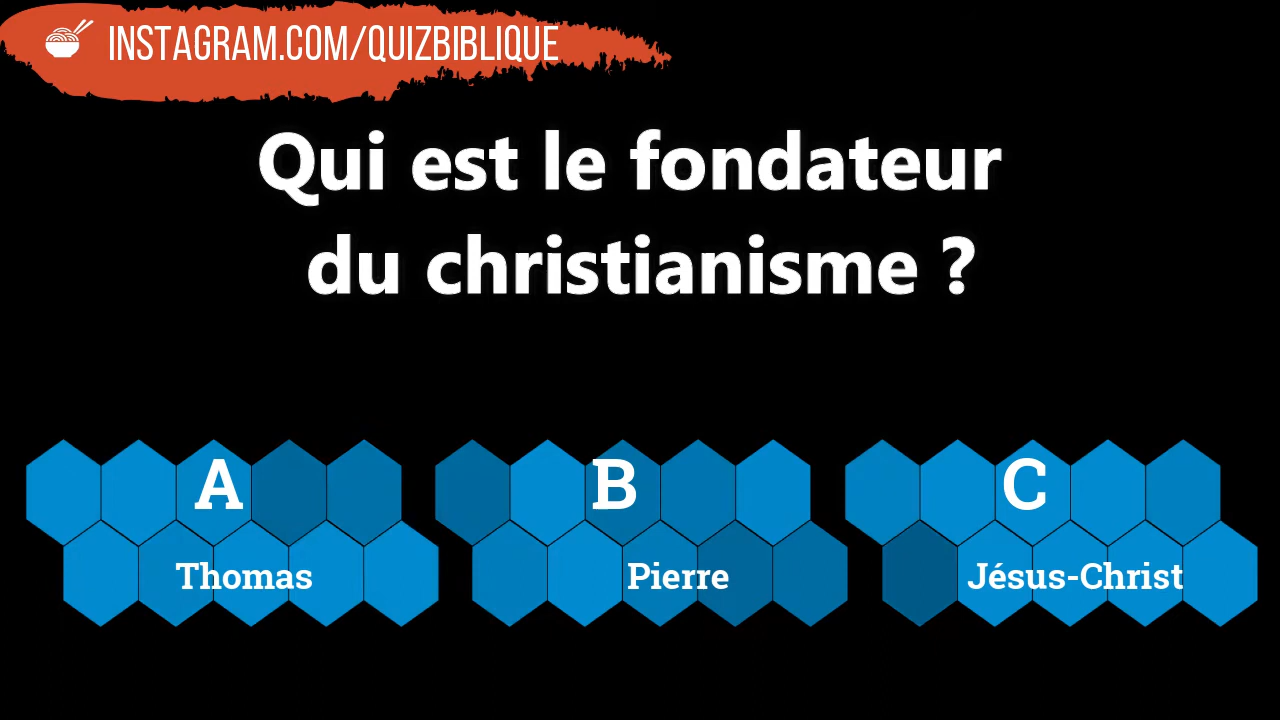 INSTAGRAM.COM/QUIZBIBLIQUE
Qui est le fondateur
du christianisme ?
A
Thomas
B
Pierre
C
Jésus-Christ